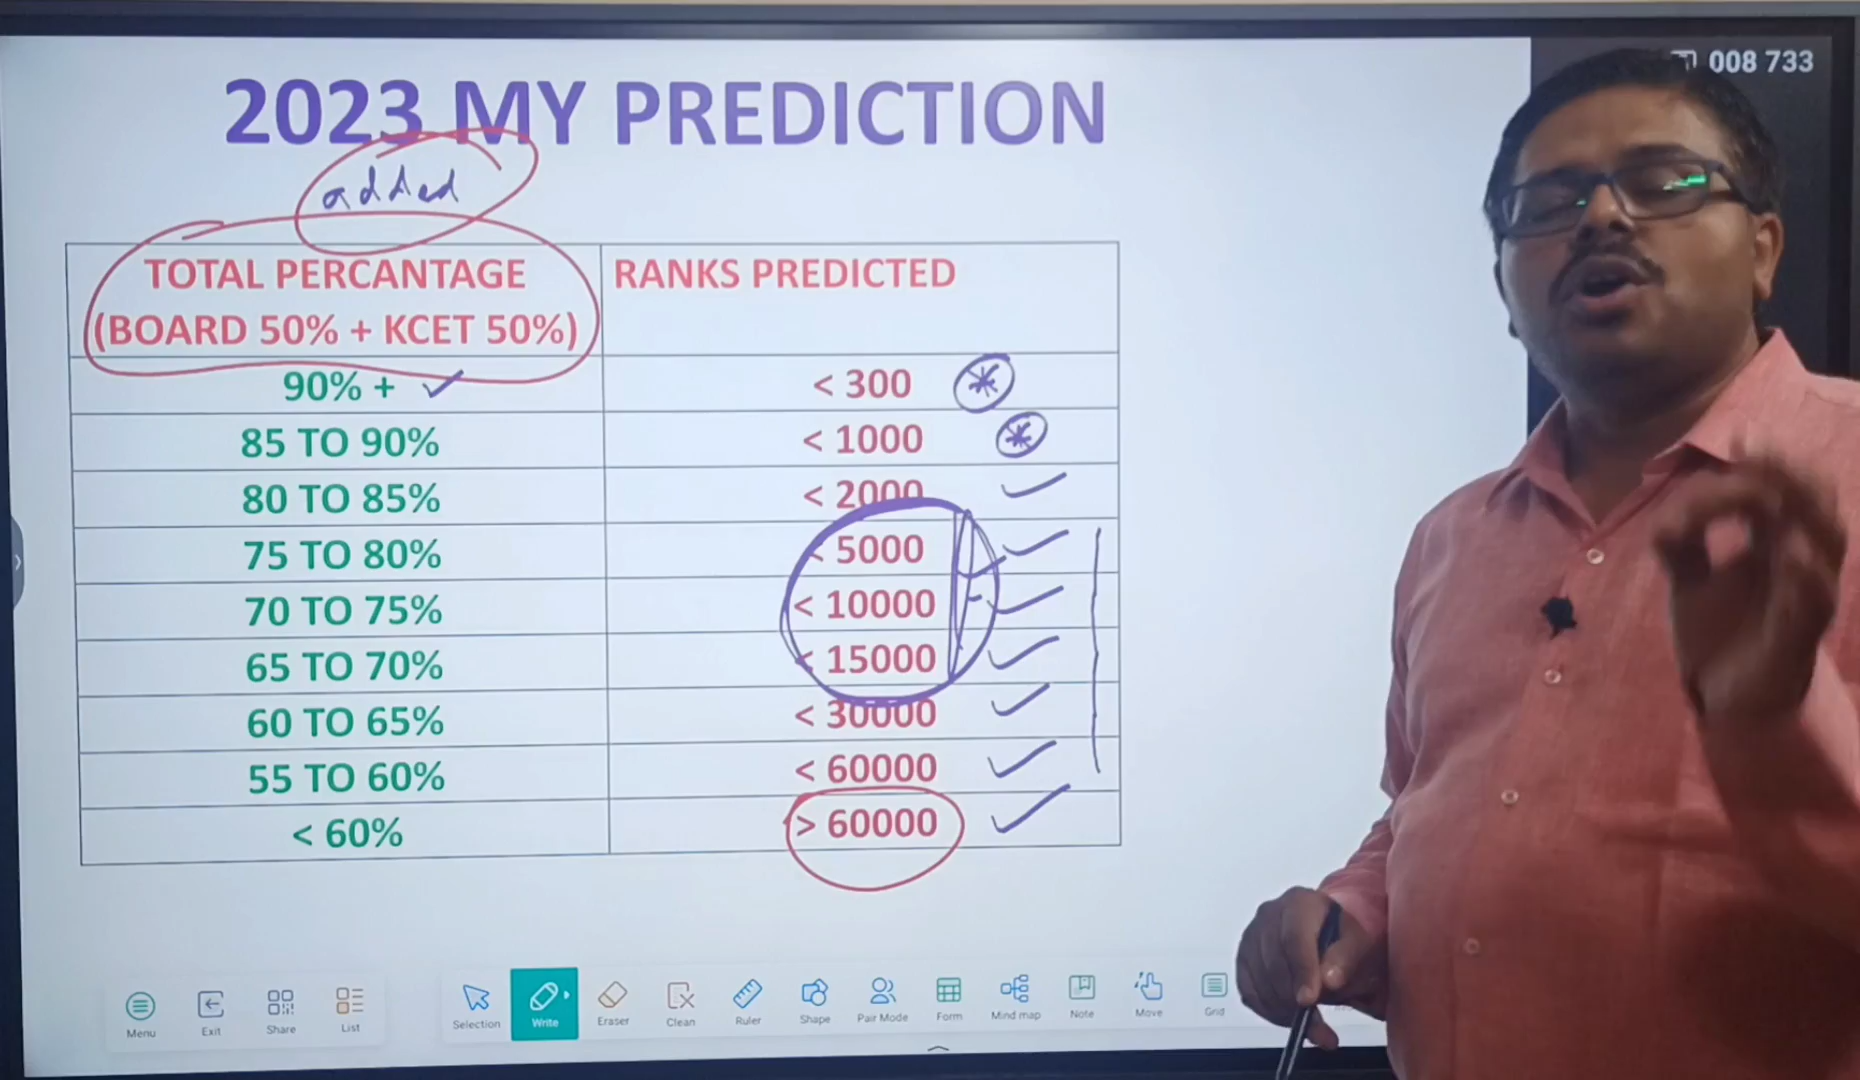 008 733
2023 MY PREDICTION
added
TOTAL PERCANTAGE
(BOARD 50% + KCET 50%)
RANKS PREDICTED
90% +
< 300
85 TO 90%
< 1000
80 TO 85%
< 2000
75 TO 80%
< 5000
70 TO 75%
< 10000
65 TO 70%
< 15000
60 TO 65%
< 30000
55 TO 60%
< 60000
< 60%
> 60000
Menu
Exit
Share
List
Selection
Write
Eraser
Clean
Ruler
Shape
Pair Mode
Form
Mind map
Note
Move
Grid